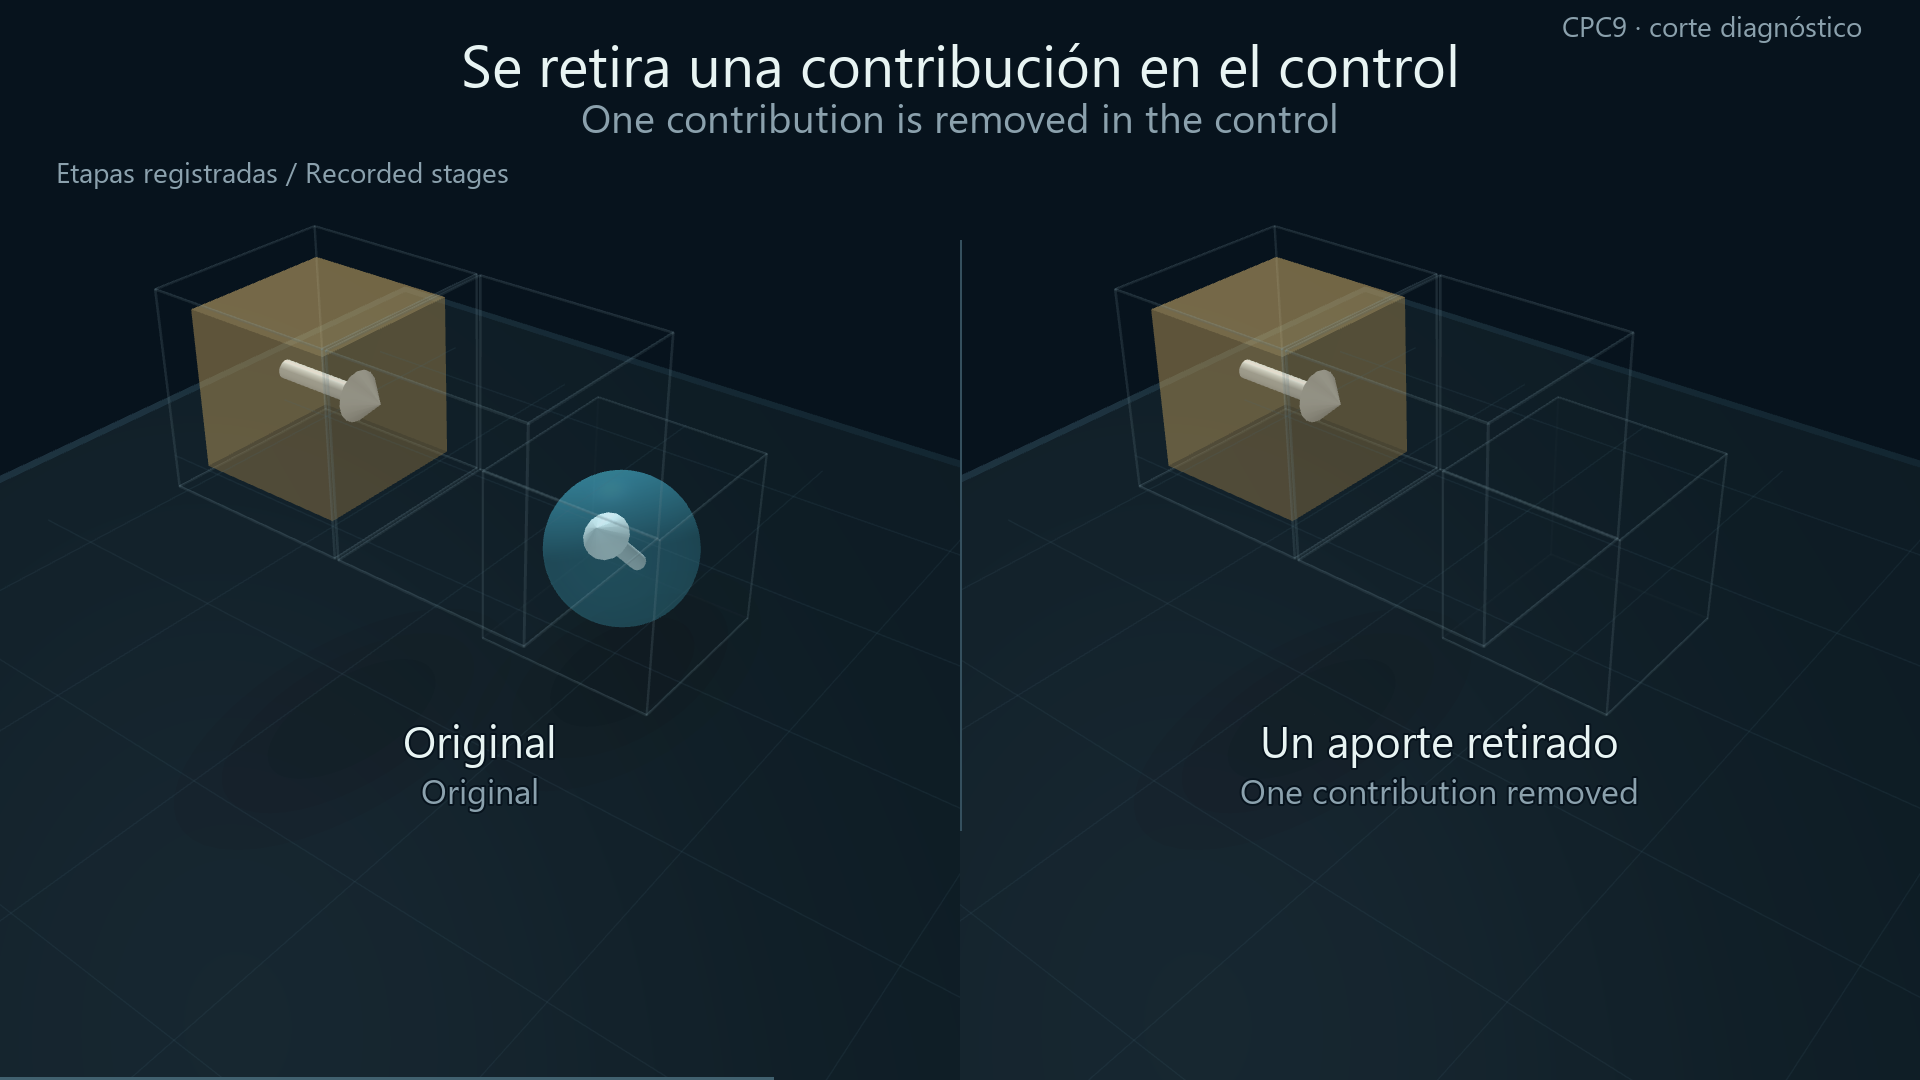 CPC9 · corte diagnóstico
Se retira una contribución en el control
One contribution is removed in the control
Etapas registradas / Recorded stages
Original
Original
Un aporte retirado
One contribution removed